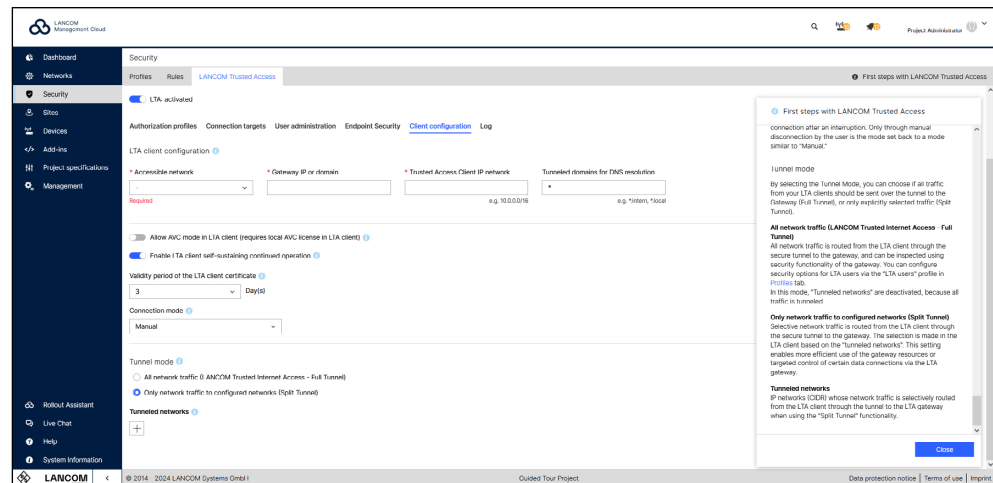 LANCOM
Management Cloud
Project Administrator
Dashboard
Networks
Security
Sites
Devices
Add-ins
Project specifications
Management
Rollout Assistant
Live Chat
Help
System Information
LANCOM
Security
Profiles Rules LANCOM Trusted Access
First steps with LANCOM Trusted Access
LTA- activated
Authorization profiles Connection targets User administration Endpoint Security Client configuration Log
LTA client configuration
* Accessible network * Gateway IP or domain * Trusted Access Client IP network Tunneled domains for DNS resolution
- *
Required e.g. 10.0.0.0/16 e.g. *.intern, *.local
Allow AVC mode in LTA client (requires local AVC license in LTA client)
Enable LTA client self-sustaining continued operation
Validity period of the LTA client certificate
3 Day(s)
Connection mode
Manual
Tunnel mode
All network traffic (LANCOM Trusted Internet Access - Full Tunnel)
Only network traffic to configured networks (Split Tunnel)
Tunneled networks
First steps with LANCOM Trusted Access
connection after an interruption. Only through manual
disconnection by the user is the mode set back to a mode
similar to "Manual."
Tunnel mode
By selecting the Tunnel Mode, you can choose if all traffic
from your LTA clients should be sent over the tunnel to the
Gateway (Full Tunnel), or only explicitly selected traffic (Split
Tunnel).
All network traffic (LANCOM Trusted Internet Access - Full
Tunnel)
All network traffic is routed from the LTA client through the
secure tunnel to the gateway, and can be inspected using
security functionality of the gateway. You can configure
security options for LTA users via the "LTA users" profile in
Profiles tab.
In this mode, "Tunneled networks" are deactivated, because all
traffic is tunneled
Only network traffic to configured networks (Split Tunnel)
Selective network traffic is routed from the LTA client through
the secure tunnel to the gateway. The selection is made in the
LTA client based on the "tunneled networks". This setting
enables more efficient use of the gateway resources or
targeted control of certain data connections via the LTA
gateway.
Tunneled networks
IP networks (CIDR) whose network traffic is selectively routed
from the LTA client through the tunnel to the LTA gateway
when using the "Split Tunnel" functionality.
Close
© 2014 2024 LANCOM Systems GmbH Guided Tour Project Data protection notice | Terms of use | Imprint